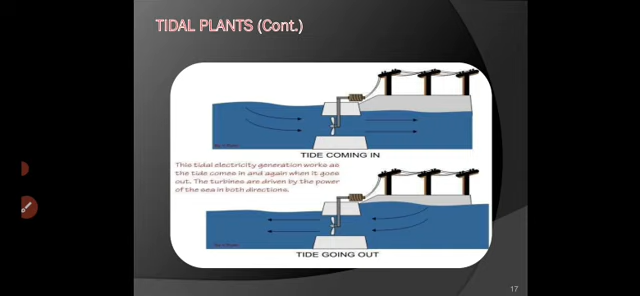 TIDAL PLANTS (Cont.)
TIDE COMING IN
This tidal electricity generation works as
the tide comes in and again when it goes
out. The turbines are driven by the power
of the sea in both directions.
TIDE GOING OUT
17